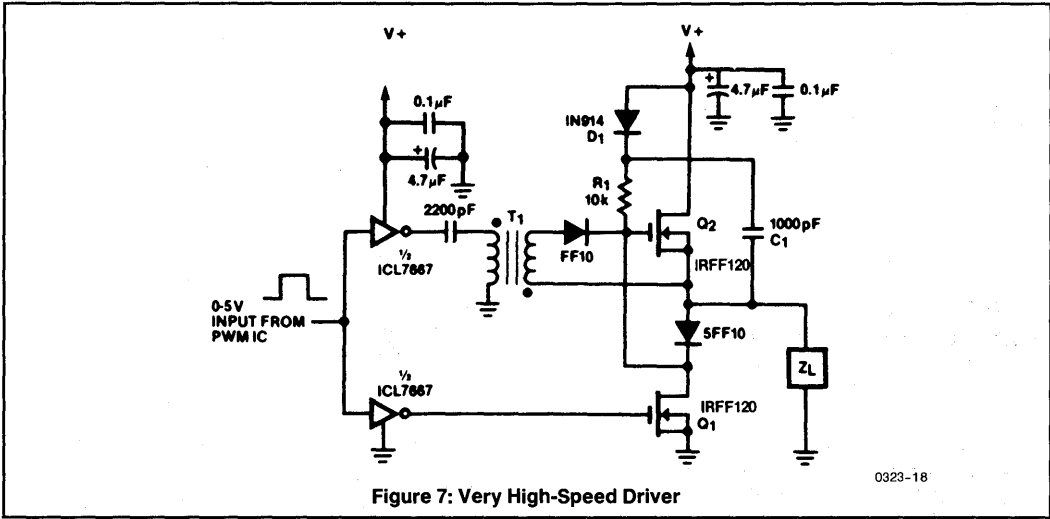 V+
V+
0.1μF
4.7μF
0.1μF
+
+
4.7μF
IN914
D1
R1
10k
2200pF
T1
1000pF
C1
Q2
IRFF120
FF10
½
ICL7667
0-5V
INPUT FROM
PWM IC
5FF10
ZL
½
ICL7667
IRFF120
Q1
0323-18
Figure 7: Very High-Speed Driver